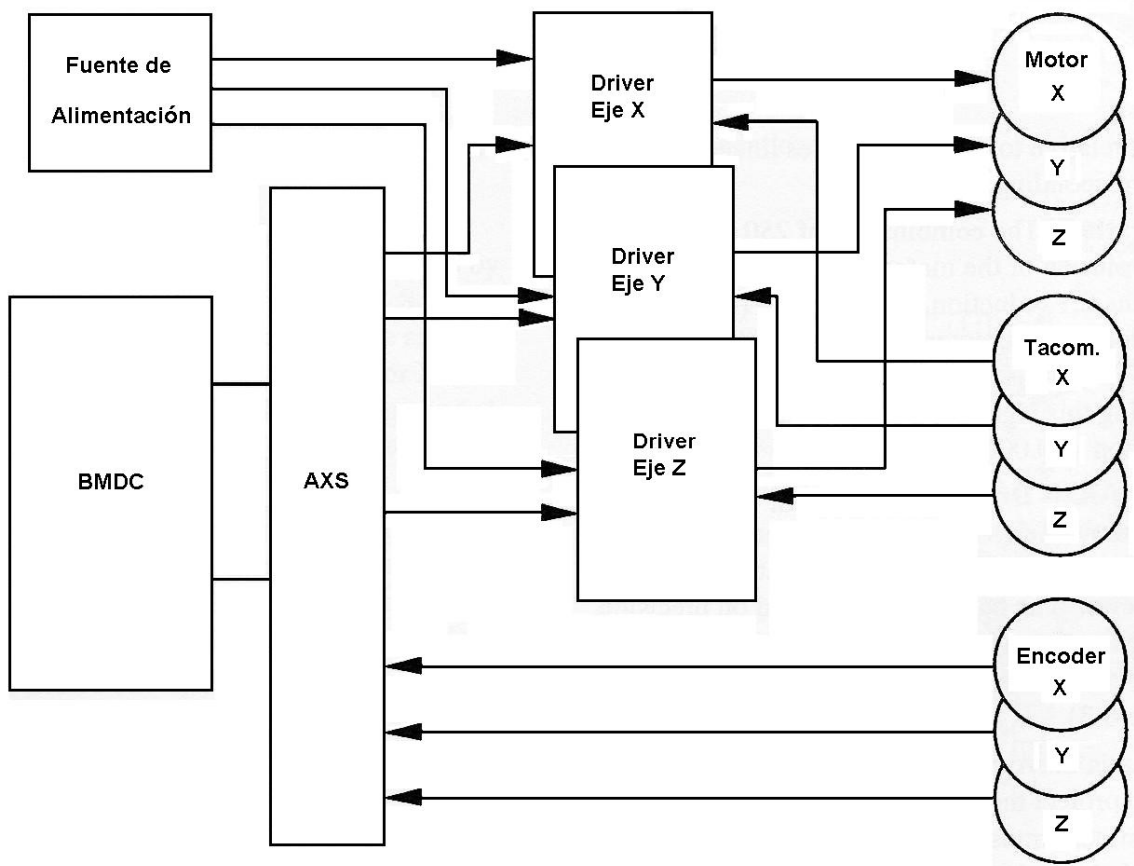 Fuente de
Alimentación
Driver
Eje X
Motor
X
Y
Z
Driver
Eje Y
Driver
Eje Z
BMDC
AXS
Tacom.
X
Y
Z
Encoder
X
Y
Z